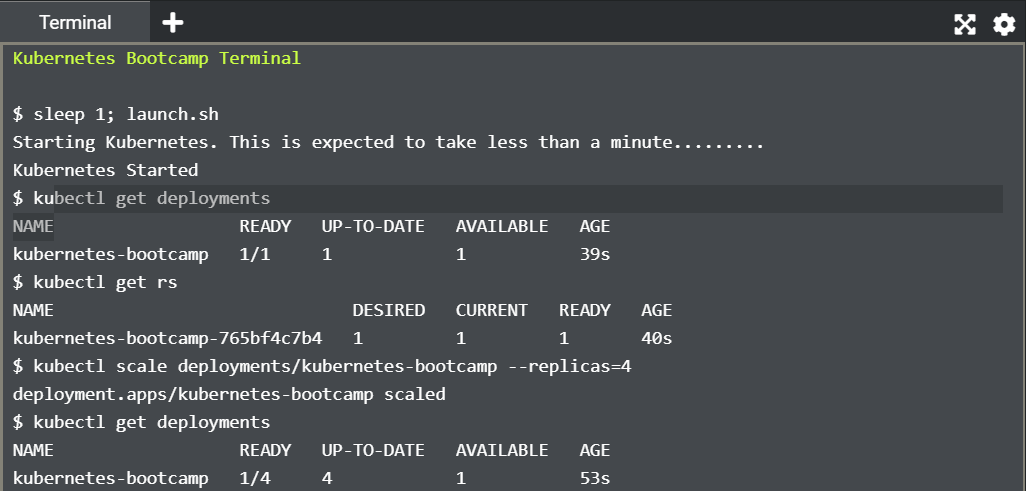 Terminal
Kubernetes Bootcamp Terminal
$ sleep 1; launch.sh
Starting Kubernetes. This is expected to take less than a minute.........
Kubernetes Started
$ kubectl get deployments
NAME                  READY   UP-TO-DATE   AVAILABLE   AGE
kubernetes-bootcamp   1/1     1            1           39s
$ kubectl get rs
NAME                             DESIRED   CURRENT   READY   AGE
kubernetes-bootcamp-765bf4c7b4   1         1         1       40s
$ kubectl scale deployments/kubernetes-bootcamp --replicas=4
deployment.apps/kubernetes-bootcamp scaled
$ kubectl get deployments
NAME                  READY   UP-TO-DATE   AVAILABLE   AGE
kubernetes-bootcamp   1/4     4            1           53s